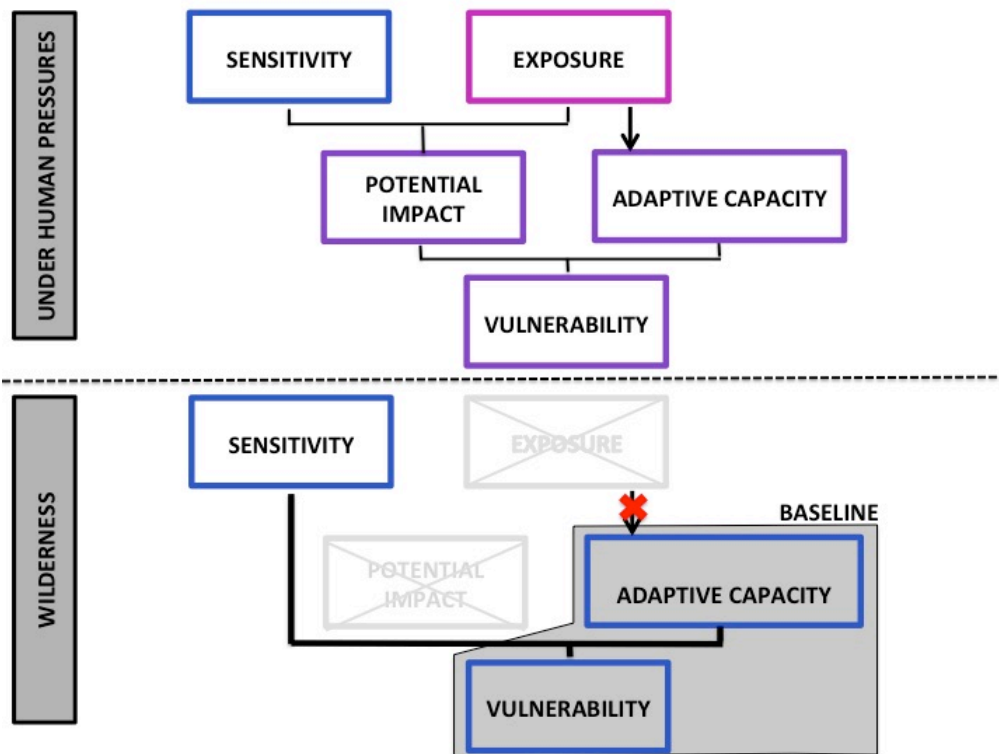 UNDER HUMAN PRESSURES
SENSITIVITY
EXPOSURE
POTENTIAL
IMPACT
ADAPTIVE CAPACITY
VULNERABILITY
WILDERNESS
SENSITIVITY
EXPOSURE
BASELINE
POTENTIAL
IMPACT
ADAPTIVE CAPACITY
VULNERABILITY